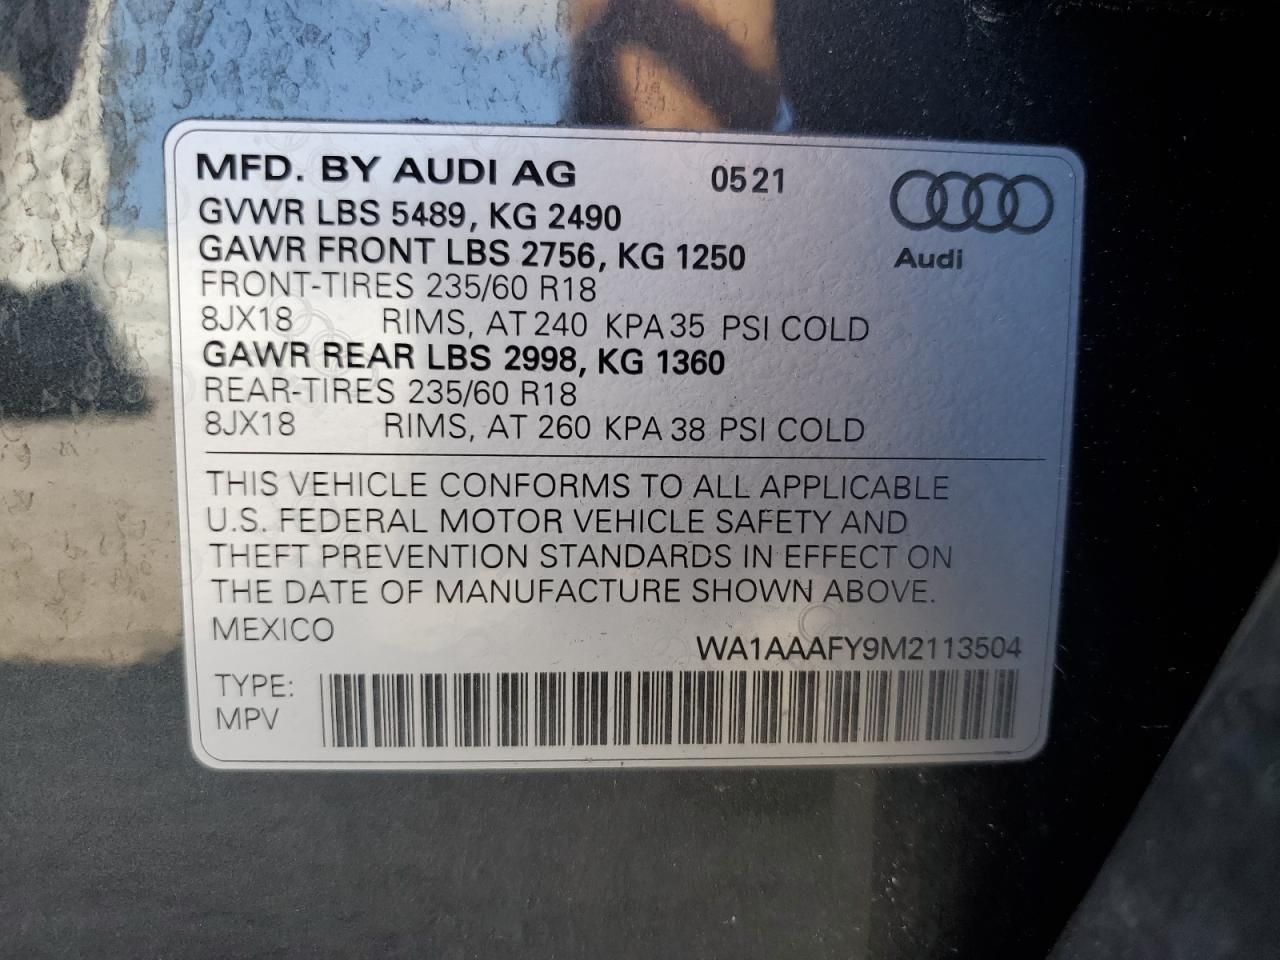 MFD. BY AUDI AG 0521
GVWR LBS 5489, KG 2490
GAWR FRONT LBS 2756, KG 1250
Audi
FRONT-TIRES 235/60 R18
8JX18 RIMS, AT 240 KPA 35 PSI COLD
GAWR REAR LBS 2998, KG 1360
REAR-TIRES 235/60 R18
8JX18 RIMS, AT 260 KPA 38 PSI COLD
THIS VEHICLE CONFORMS TO ALL APPLICABLE
U.S. FEDERAL MOTOR VEHICLE SAFETY AND
THEFT PREVENTION STANDARDS IN EFFECT ON
THE DATE OF MANUFACTURE SHOWN ABOVE.
MEXICO
WA1AAAFY9M2113504
TYPE:
MPV